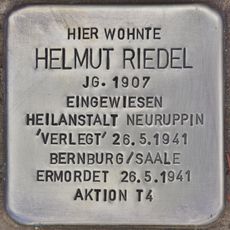 HIER WOHNTE
HELMUT RIEDEL
JG. 1907
EINGEWIESEN
HEILANSTALT NEURUPPIN
'VERLEGT' 26.5.1941
BERNBURG/SAALE
ERMORDET 26.5.1941
AKTION T4